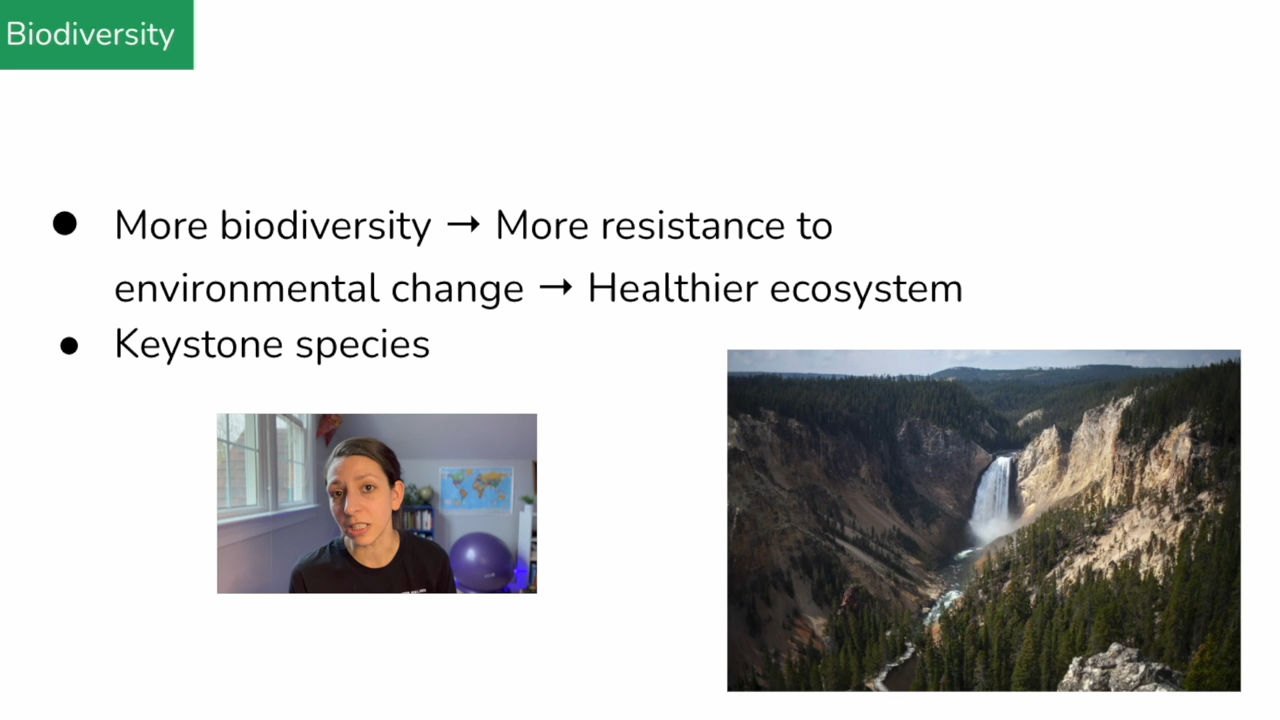 Biodiversity
● More biodiversity → More resistance to
environmental change → Healthier ecosystem
● Keystone species